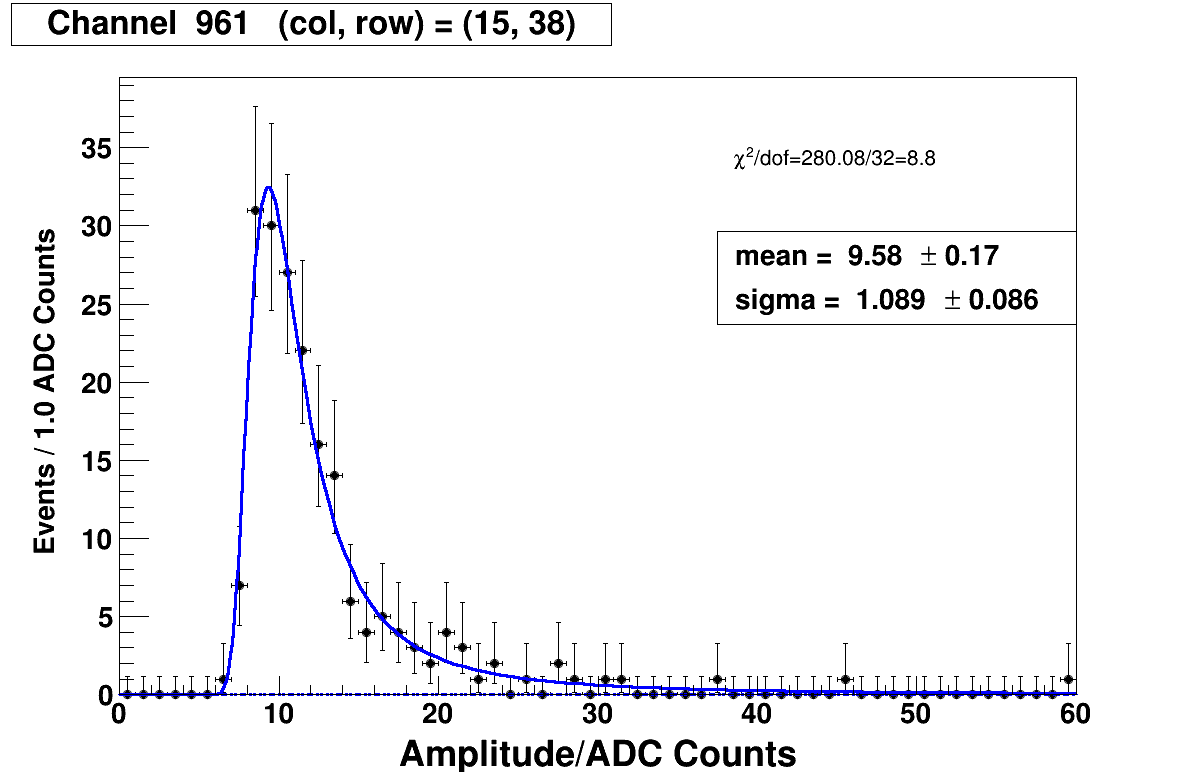 Channel 961 (col, row) = (15, 38)
χ²/dof=280.08/32=8.8
mean = 9.58 ± 0.17
sigma = 1.089 ± 0.086
Events / 1.0 ADC Counts
35
30
25
20
15
10
5
0
0 10 20 30 40 50 60
Amplitude/ADC Counts